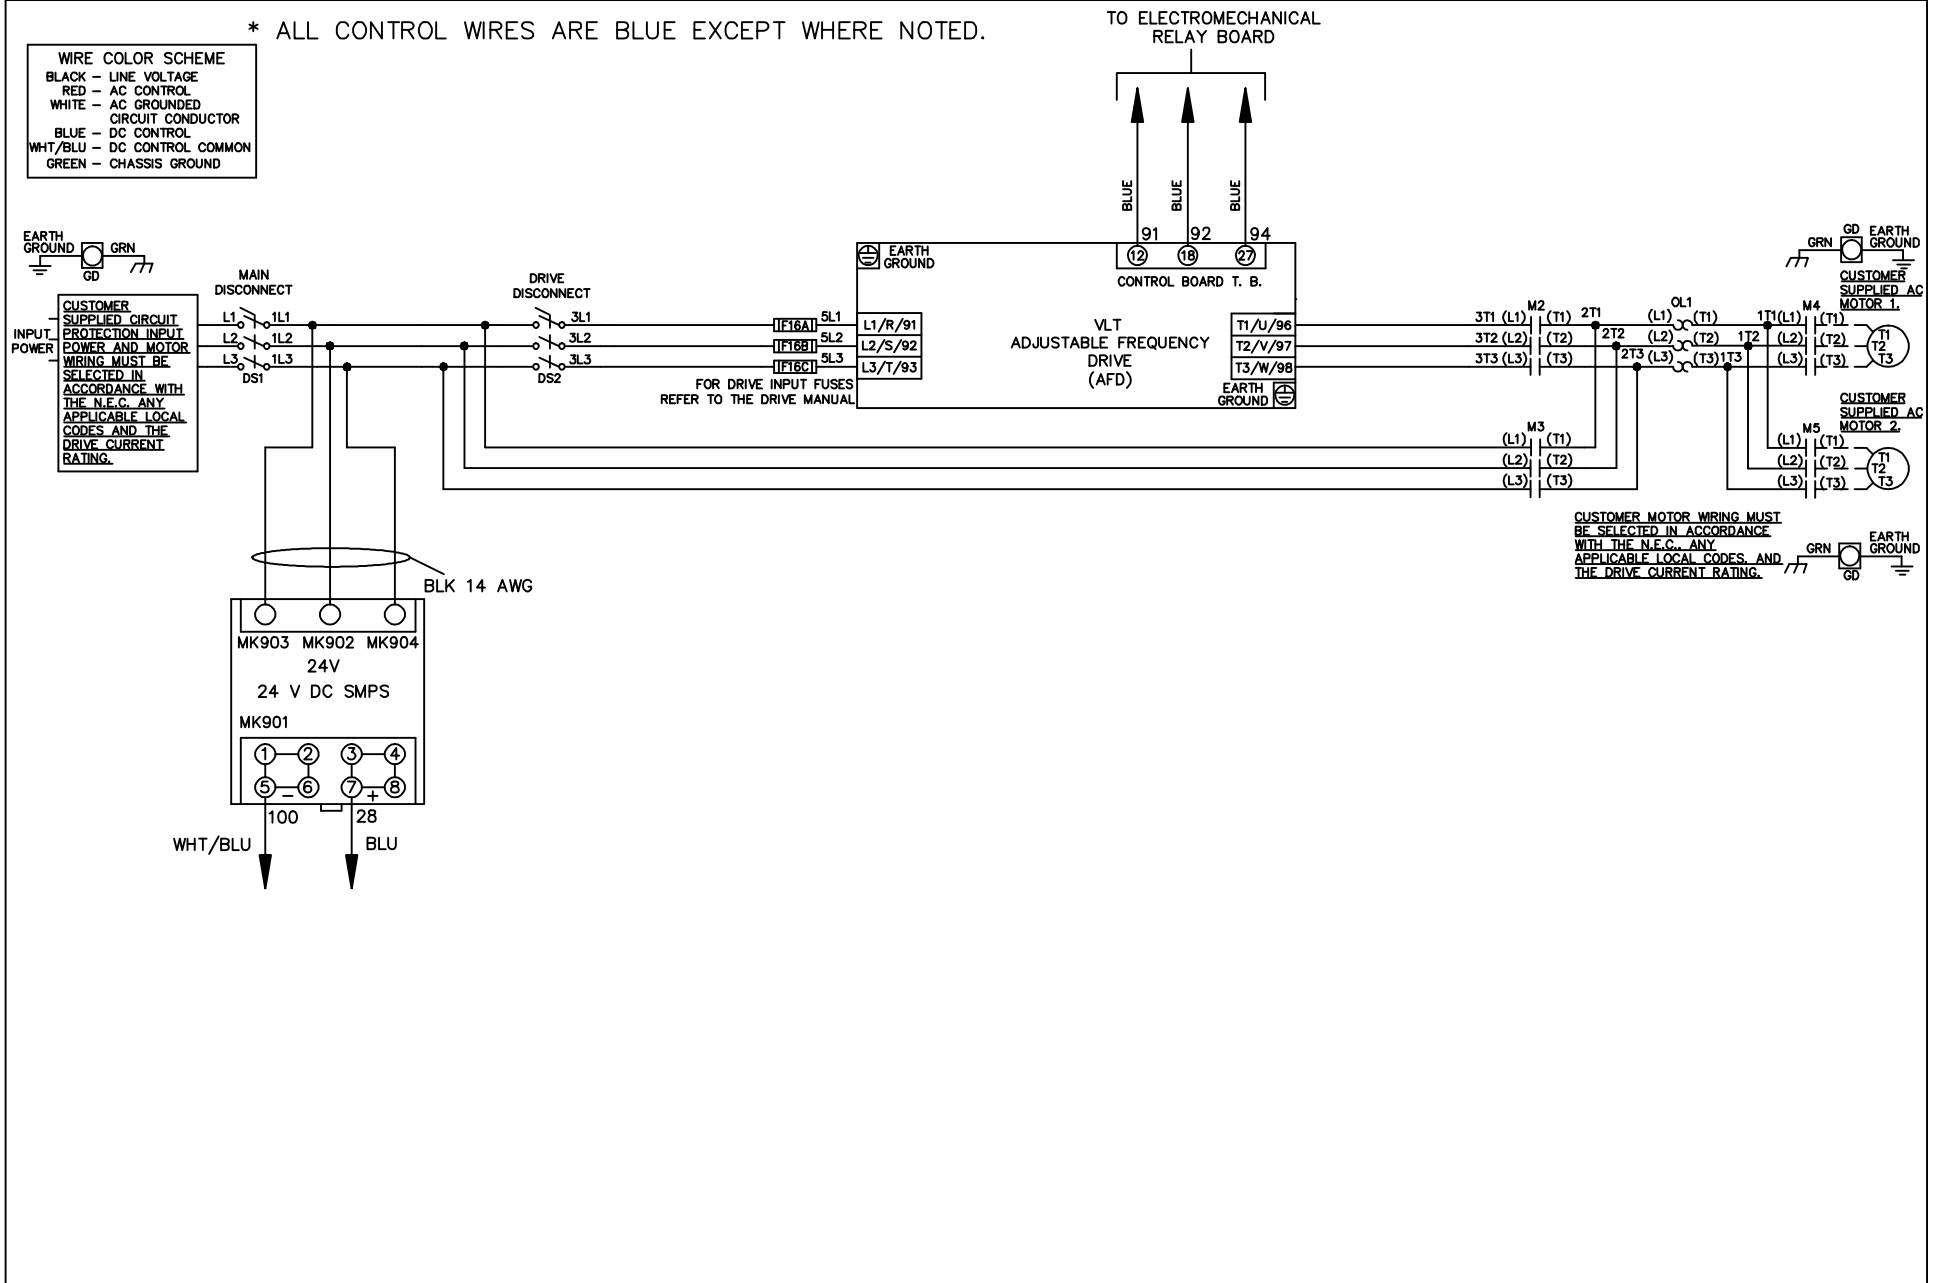 * ALL CONTROL WIRES ARE BLUE EXCEPT WHERE NOTED.
WIRE COLOR SCHEME
BLACK – LINE VOLTAGE
RED – AC CONTROL
WHITE – AC GROUNDED
CIRCUIT CONDUCTOR
BLUE – DC CONTROL
WHT/BLU – DC CONTROL COMMON
GREEN – CHASSIS GROUND
TO ELECTROMECHANICAL
RELAY BOARD
BLUE
BLUE
BLUE
91 92 94
12 18 27
CONTROL BOARD T. B.
EARTH
GROUND
GRN
GD
INPUT
POWER
CUSTOMER
SUPPLIED CIRCUIT
PROTECTION INPUT
POWER AND MOTOR
WIRING MUST BE
SELECTED IN
ACCORDANCE WITH
THE N.E.C. ANY
APPLICABLE LOCAL
CODES AND THE
DRIVE CURRENT
RATING.
MAIN
DISCONNECT
L1 1L1
L2 1L2
L3 1L3
DS1
DRIVE
DISCONNECT
3L1
3L2
3L3
DS2
F16A 5L1
F16B 5L2
F16C 5L3
FOR DRIVE INPUT FUSES
REFER TO THE DRIVE MANUAL
EARTH
GROUND
L1/R/91
L2/S/92
L3/T/93
VLT
ADJUSTABLE FREQUENCY
DRIVE
(AFD)
T1/U/96
T2/V/97
T3/W/98
EARTH
GROUND
M2
3T1 (L1) (T1) 2T1
3T2 (L2) (T2) 2T2
3T3 (L3) (T3) 2T3
OL1
(L1) (T1) 1T1
(L2) (T2) 1T2
(L3) (T3) 1T3
M4
(L1) (T1)
(L2) (T2)
(L3) (T3)
GRN
GD
EARTH
GROUND
CUSTOMER
SUPPLIED AC
MOTOR 1.
T1
T2
T3
M3
(L1) (T1)
(L2) (T2)
(L3) (T3)
M5
(L1) (T1)
(L2) (T2)
(L3) (T3)
CUSTOMER
SUPPLIED AC
MOTOR 2.
T1
T2
T3
CUSTOMER MOTOR WIRING MUST
BE SELECTED IN ACCORDANCE
WITH THE N.E.C., ANY
APPLICABLE LOCAL CODES, AND
THE DRIVE CURRENT RATING.
GRN
GD
EARTH
GROUND
BLK 14 AWG
MK903 MK902 MK904
24V
24 V DC SMPS
MK901
1 2 3 4
5 6 7 8
– +
100 28
WHT/BLU BLU